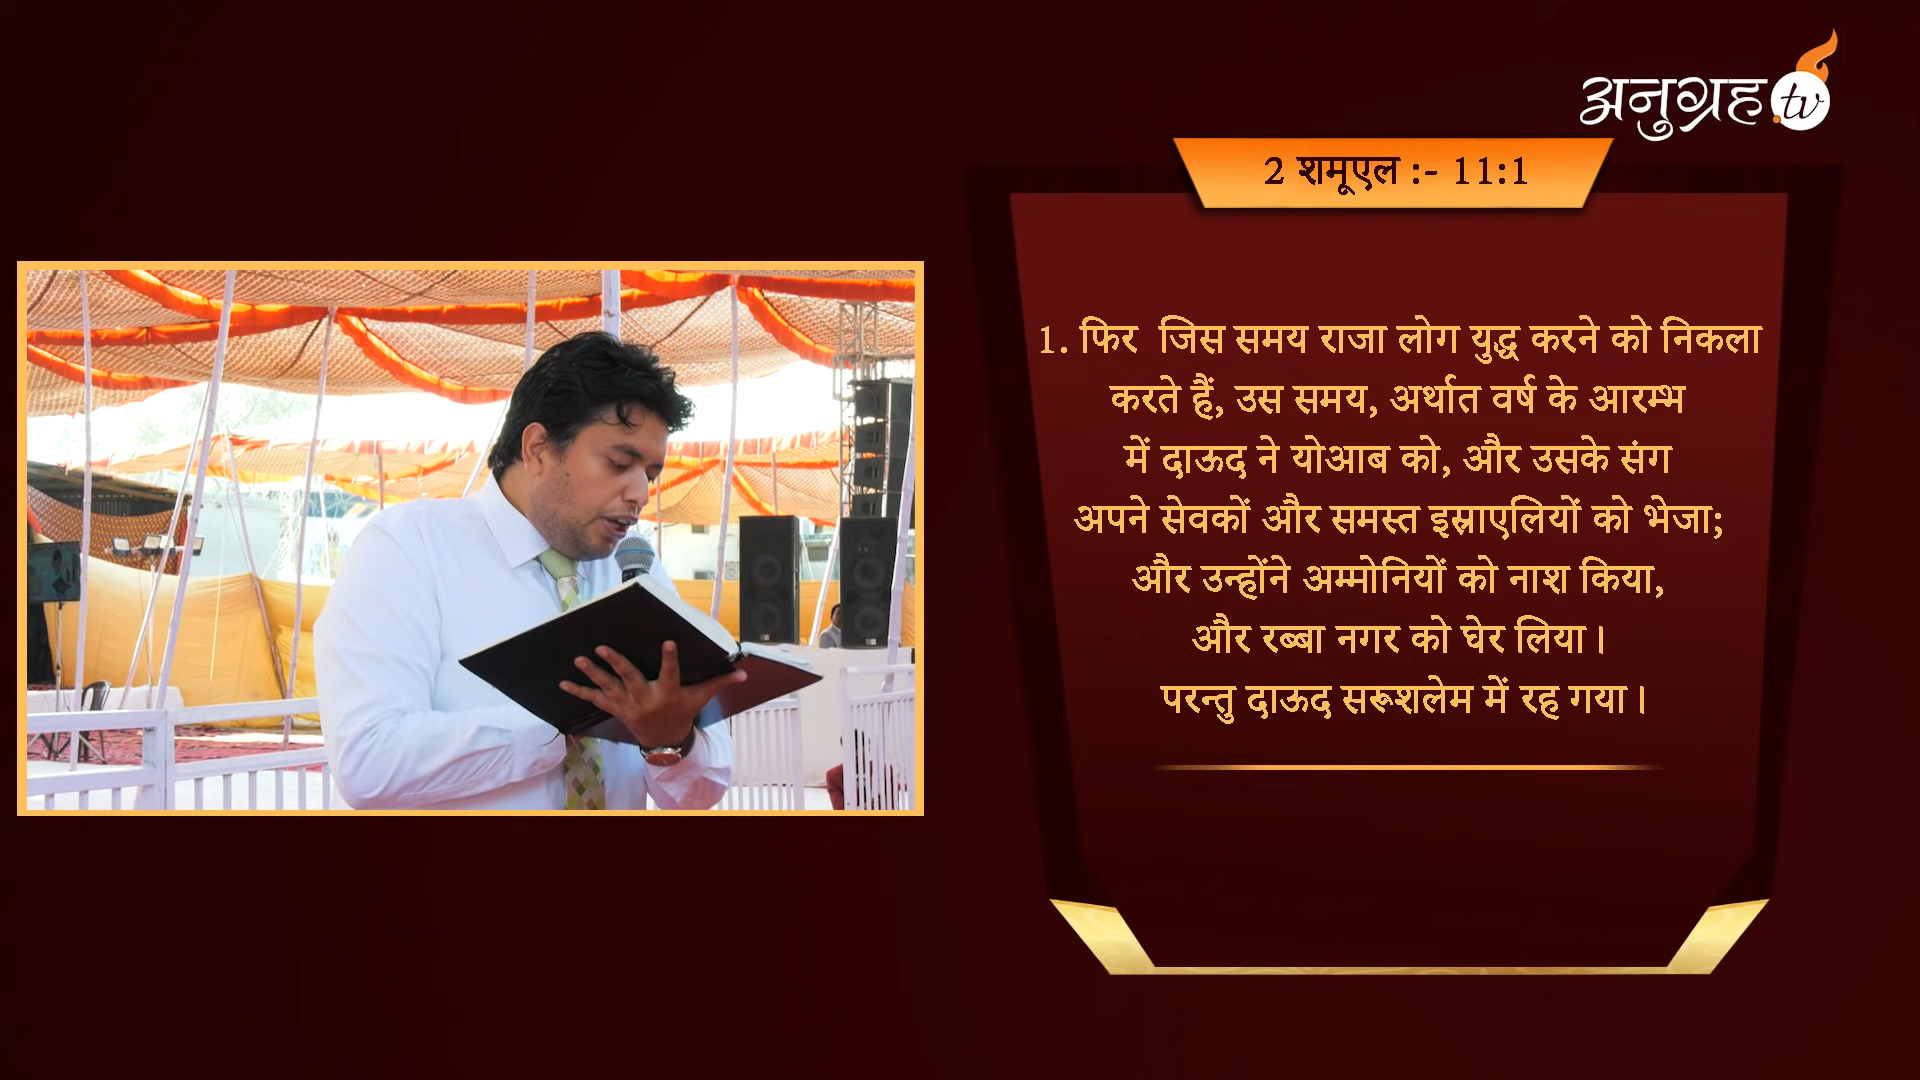 अनुग्रह.tv
2 शमूएल :- 11:1
1. फिर जिस समय राजा लोग युद्ध करने को निकला
करते हैं, उस समय, अर्थात वर्ष के आरम्भ
में दाऊद ने योआब को, और उसके संग
अपने सेवकों और समस्त इस्राएलियों को भेजा;
और उन्होंने अम्मोनियों को नाश किया,
और रब्बा नगर को घेर लिया।
परन्तु दाऊद सरूशलेम में रह गया।